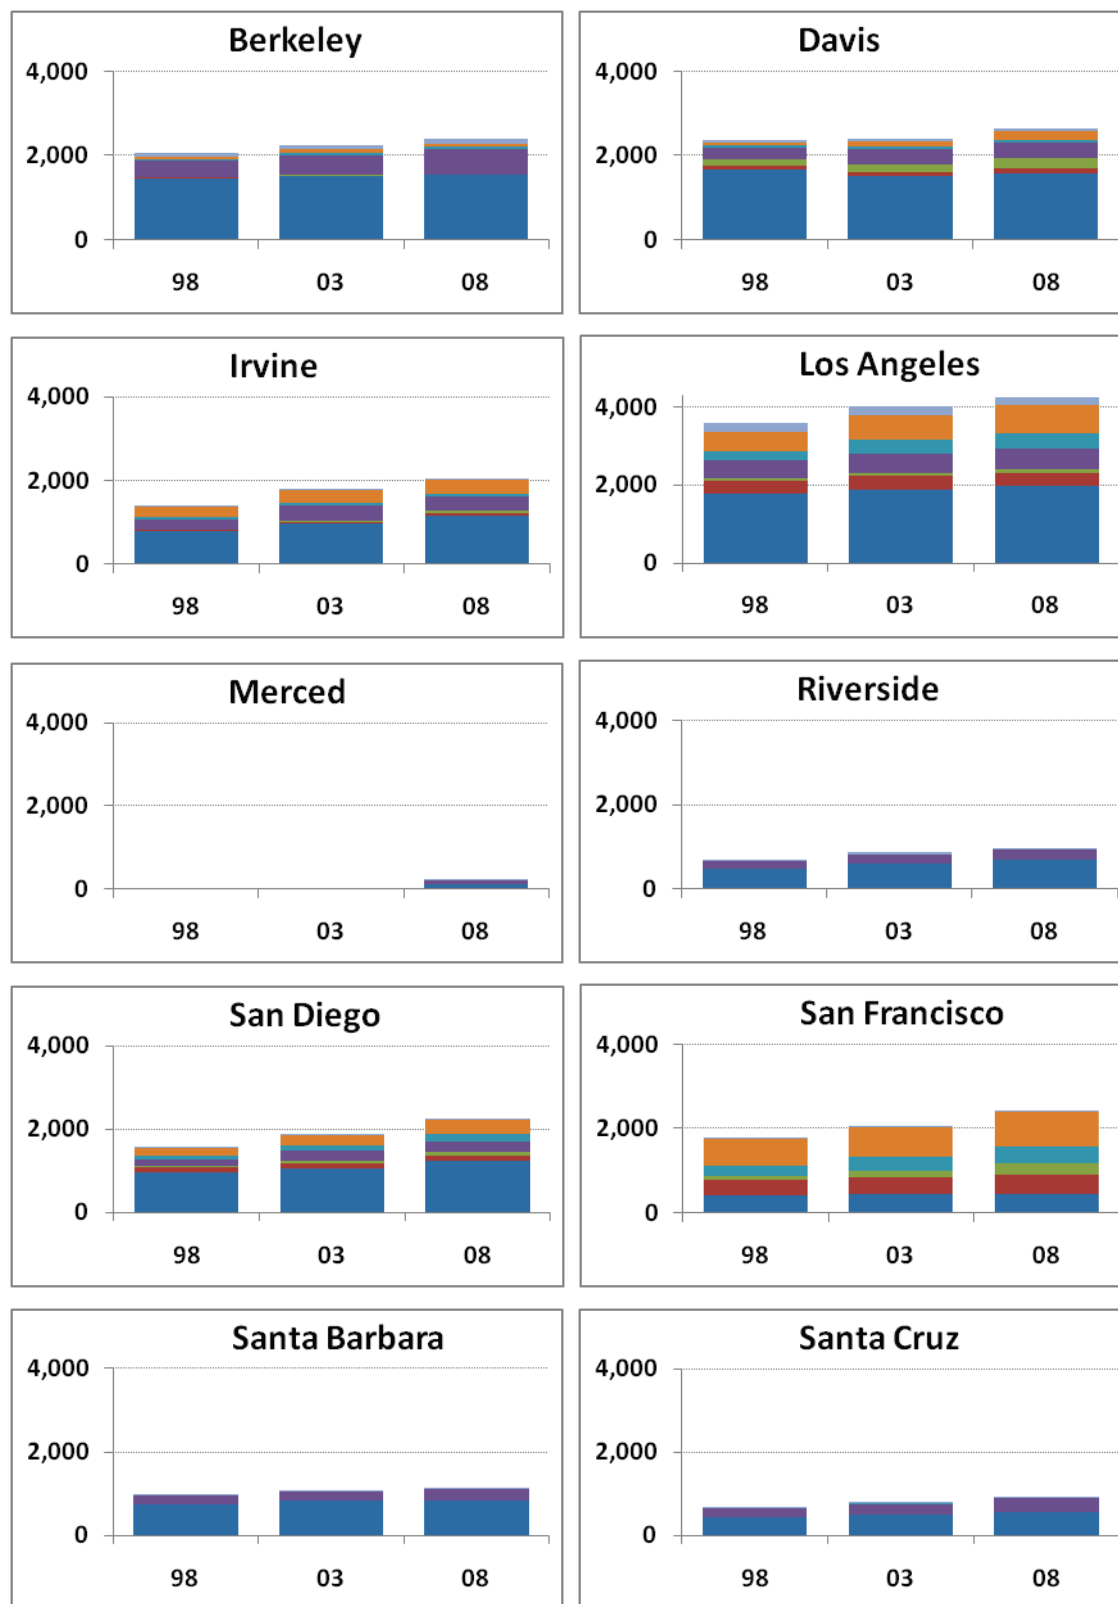 Berkeley
4,000
2,000
0
98 03 08
Davis
4,000
2,000
0
98 03 08
Irvine
4,000
2,000
0
98 03 08
Los Angeles
4,000
2,000
0
98 03 08
Merced
4,000
2,000
0
98 03 08
Riverside
4,000
2,000
0
98 03 08
San Diego
4,000
2,000
0
98 03 08
San Francisco
4,000
2,000
0
98 03 08
Santa Barbara
4,000
2,000
0
98 03 08
Santa Cruz
4,000
2,000
0
98 03 08